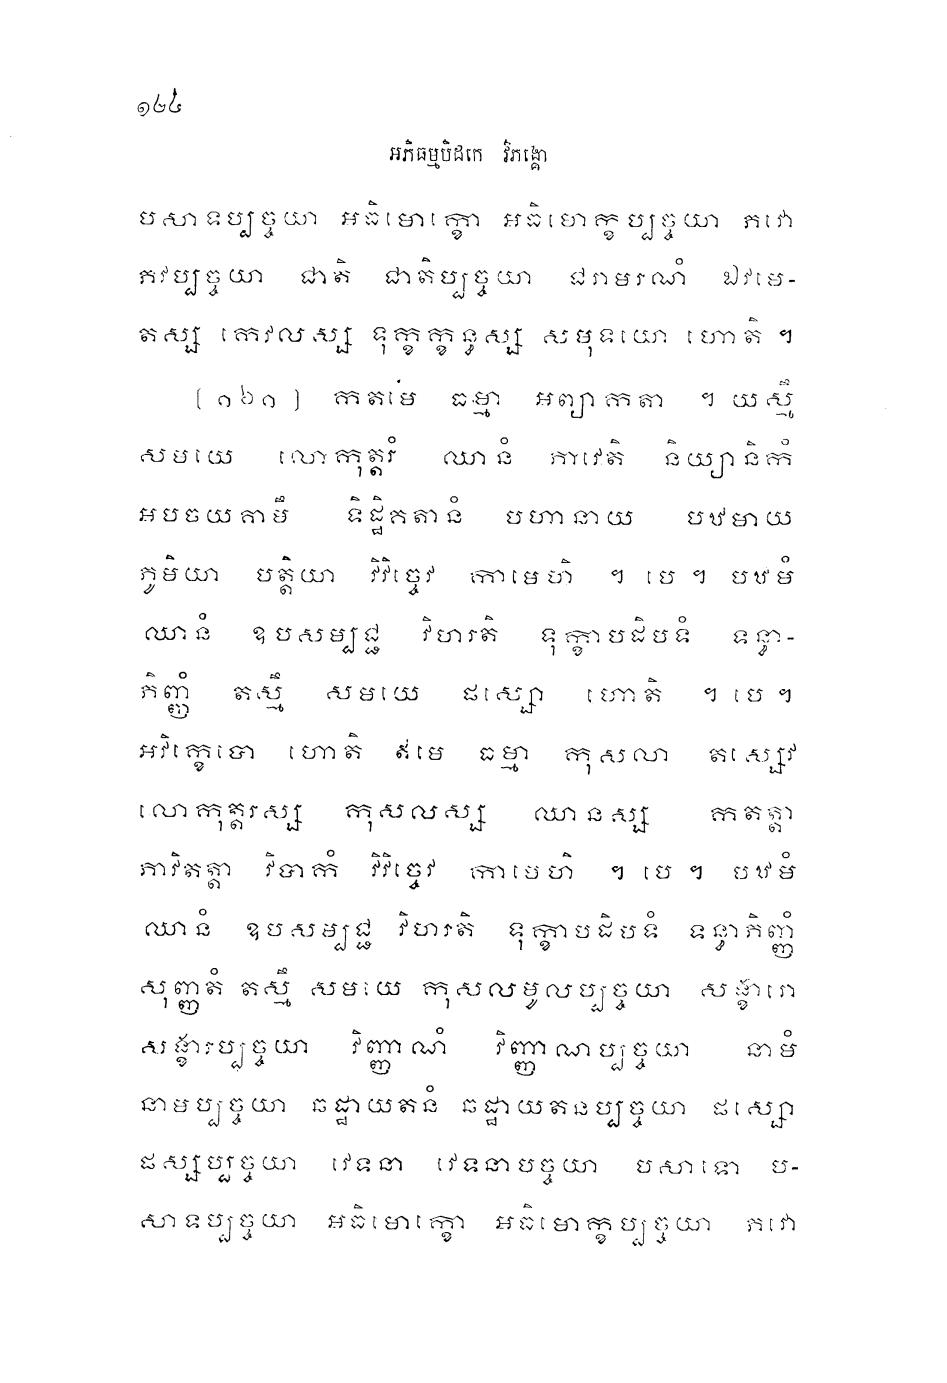 ១៤៨
អភិធម្មបិដកេ វិភង្គោ
បសាទប្បច្ចយា អធិមោក្ខោ អធិមោក្ខប្បច្ចយា ភវោ
ភវប្បច្ចយា ជាតិ ជាតិប្បច្ចយា ជរាមរណំ ឯវមេ-
តស្ស កេវលស្ស ទុក្ខក្ខន្ធស្ស សមុទយោ ហោតិ ។
(១៦១) កតមេ ធម្មា អព្យាកតា ។ យស្មឹ
សមយេ លោកុត្តរំ ឈានំ ភាវេតិ និយ្យានិកំ
អបចយគាមឹ ទិដ្ឋិគតានំ បហានាយ បឋមាយ
ភូមិយា បត្តិយា វិវិច្ចេវ កាមេហិ ។ បេ ។ បឋមំ
ឈានំ ឧបសម្បជ្ជ វិហរតិ ទុក្ខាបដិបទំ ទន្ធា-
ភិញ្ញំ តស្មឹ សមយេ ផស្សោ ហោតិ ។ បេ ។
អវិក្ខេបោ ហោតិ ឥមេ ធម្មា កុសលា តស្សេវ
លោកុត្តរស្ស កុសលស្ស ឈានស្ស កតត្តា
ភាវិតត្តា វិបាកំ វិវិច្ចេវ កាមេហិ ។ បេ ។ បឋមំ
ឈានំ ឧបសម្បជ្ជ វិហរតិ ទុក្ខាបដិបទំ ទន្ធាភិញ្ញំ
សុញ្ញតំ តស្មឹ សមយេ កុសលមូលប្បច្ចយា សង្ខារោ
សង្ខារប្បច្ចយា វិញ្ញាណំ វិញ្ញាណប្បច្ចយា នាមំ
នាមប្បច្ចយា ឆដ្ឋាយតនំ ឆដ្ឋាយតនប្បច្ចយា ផស្សោ
ផស្សប្បច្ចយា វេទនា វេទនាបច្ចយា បសាទោ ប-
សាទប្បច្ចយា អធិមោក្ខោ អធិមោក្ខប្បច្ចយា ភវោ